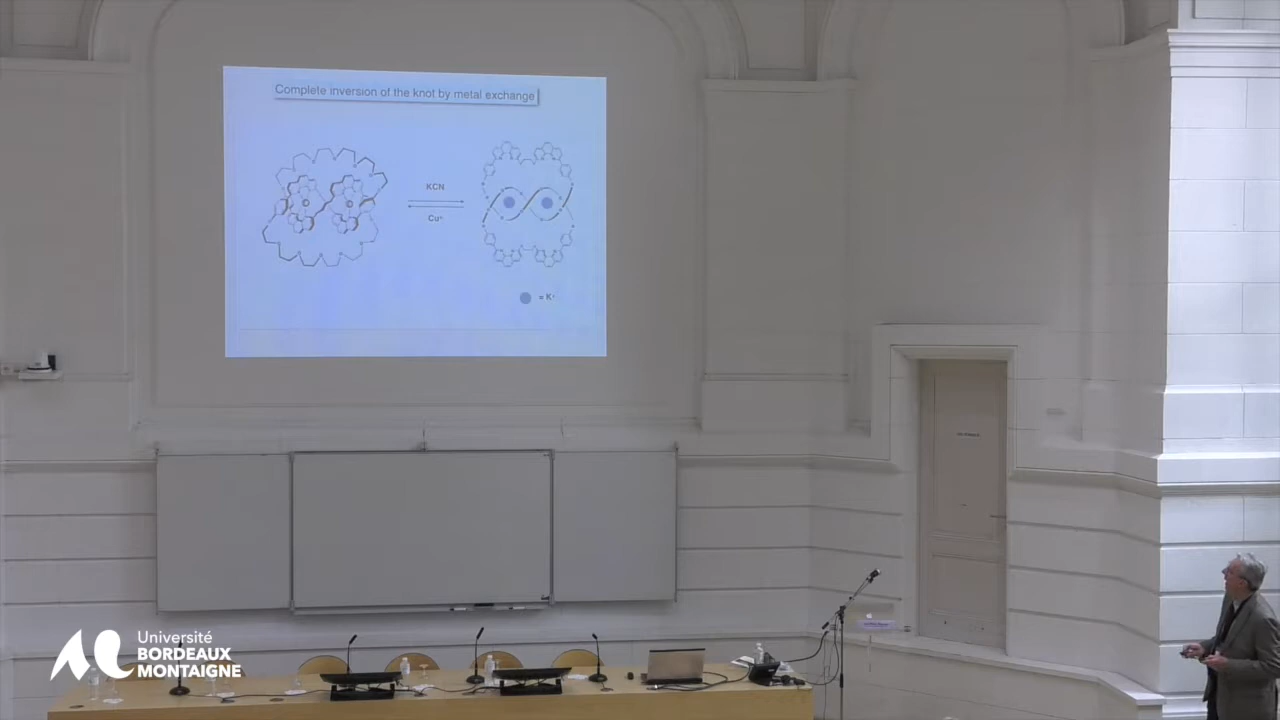 Complete inversion of the knot by metal exchange
KCN
Cu⁺
= K⁺
Université
BORDEAUX
MONTAIGNE